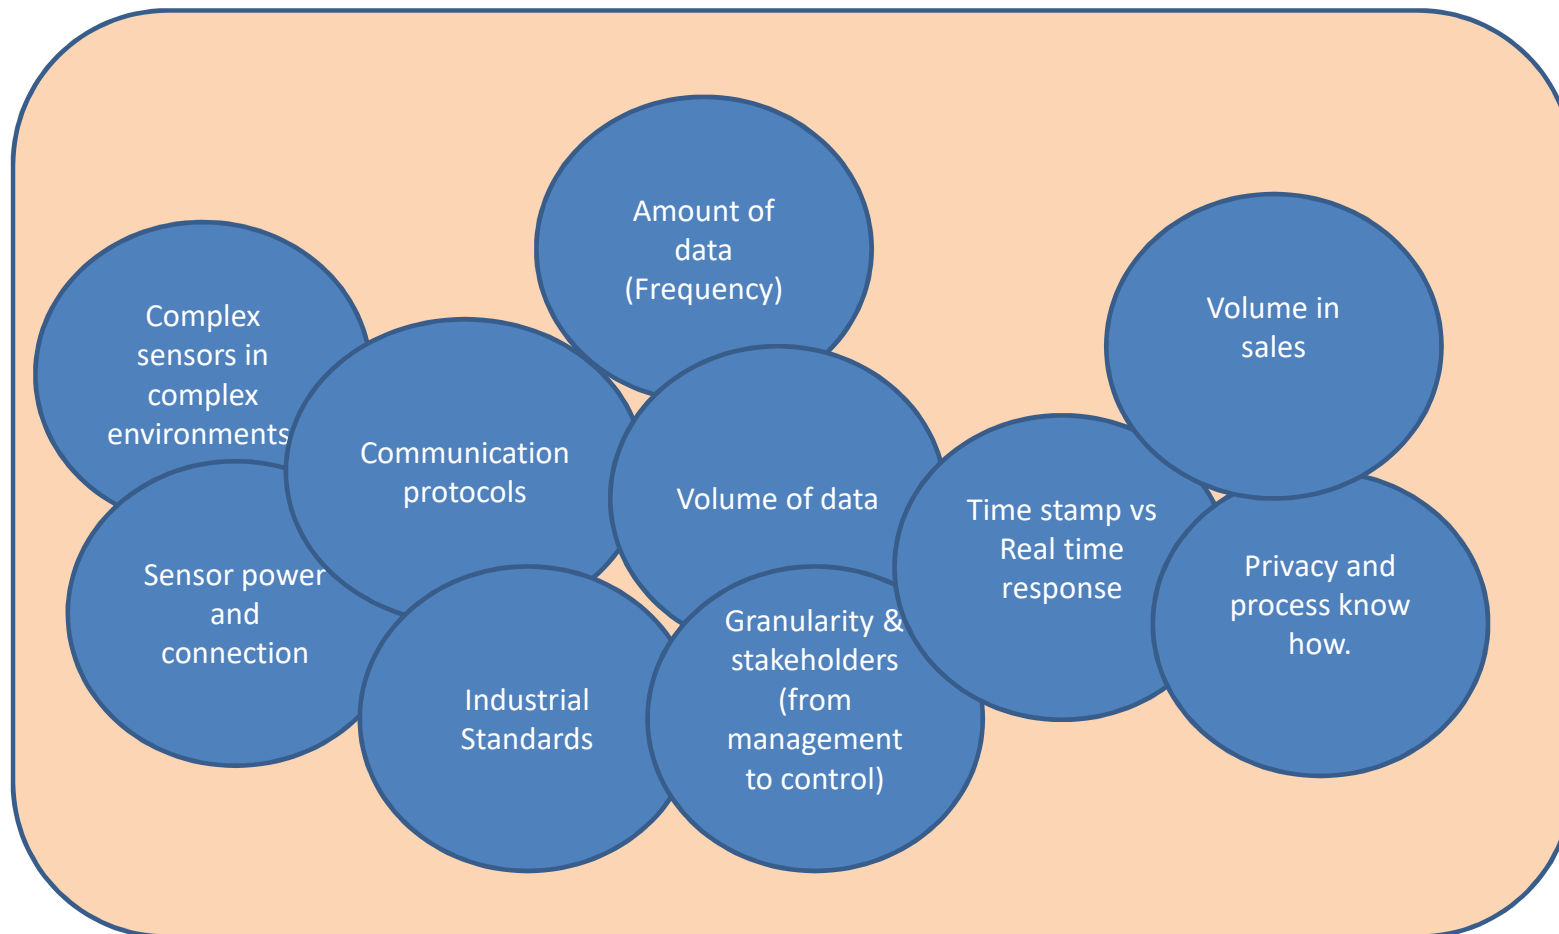 Amount of
data
(Frequency)
Complex
sensors in
complex
environments
Communication
protocols
Volume of data
Volume in
sales
Time stamp vs
Real time
response
Privacy and
process know
how.
Sensor power
and
connection
Industrial
Standards
Granularity &
stakeholders
(from
management
to control)